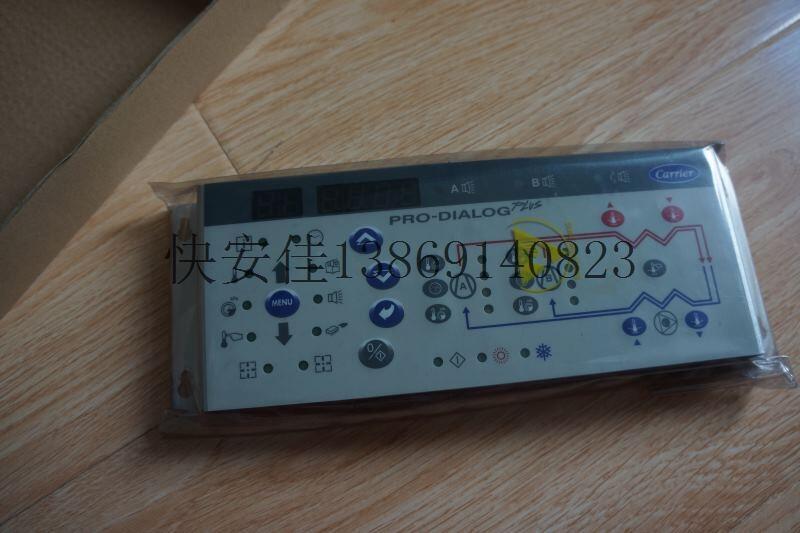 A B Carrier
PRO-DIALOG PLUS
快安佳13869140823
A B
MENU
0/